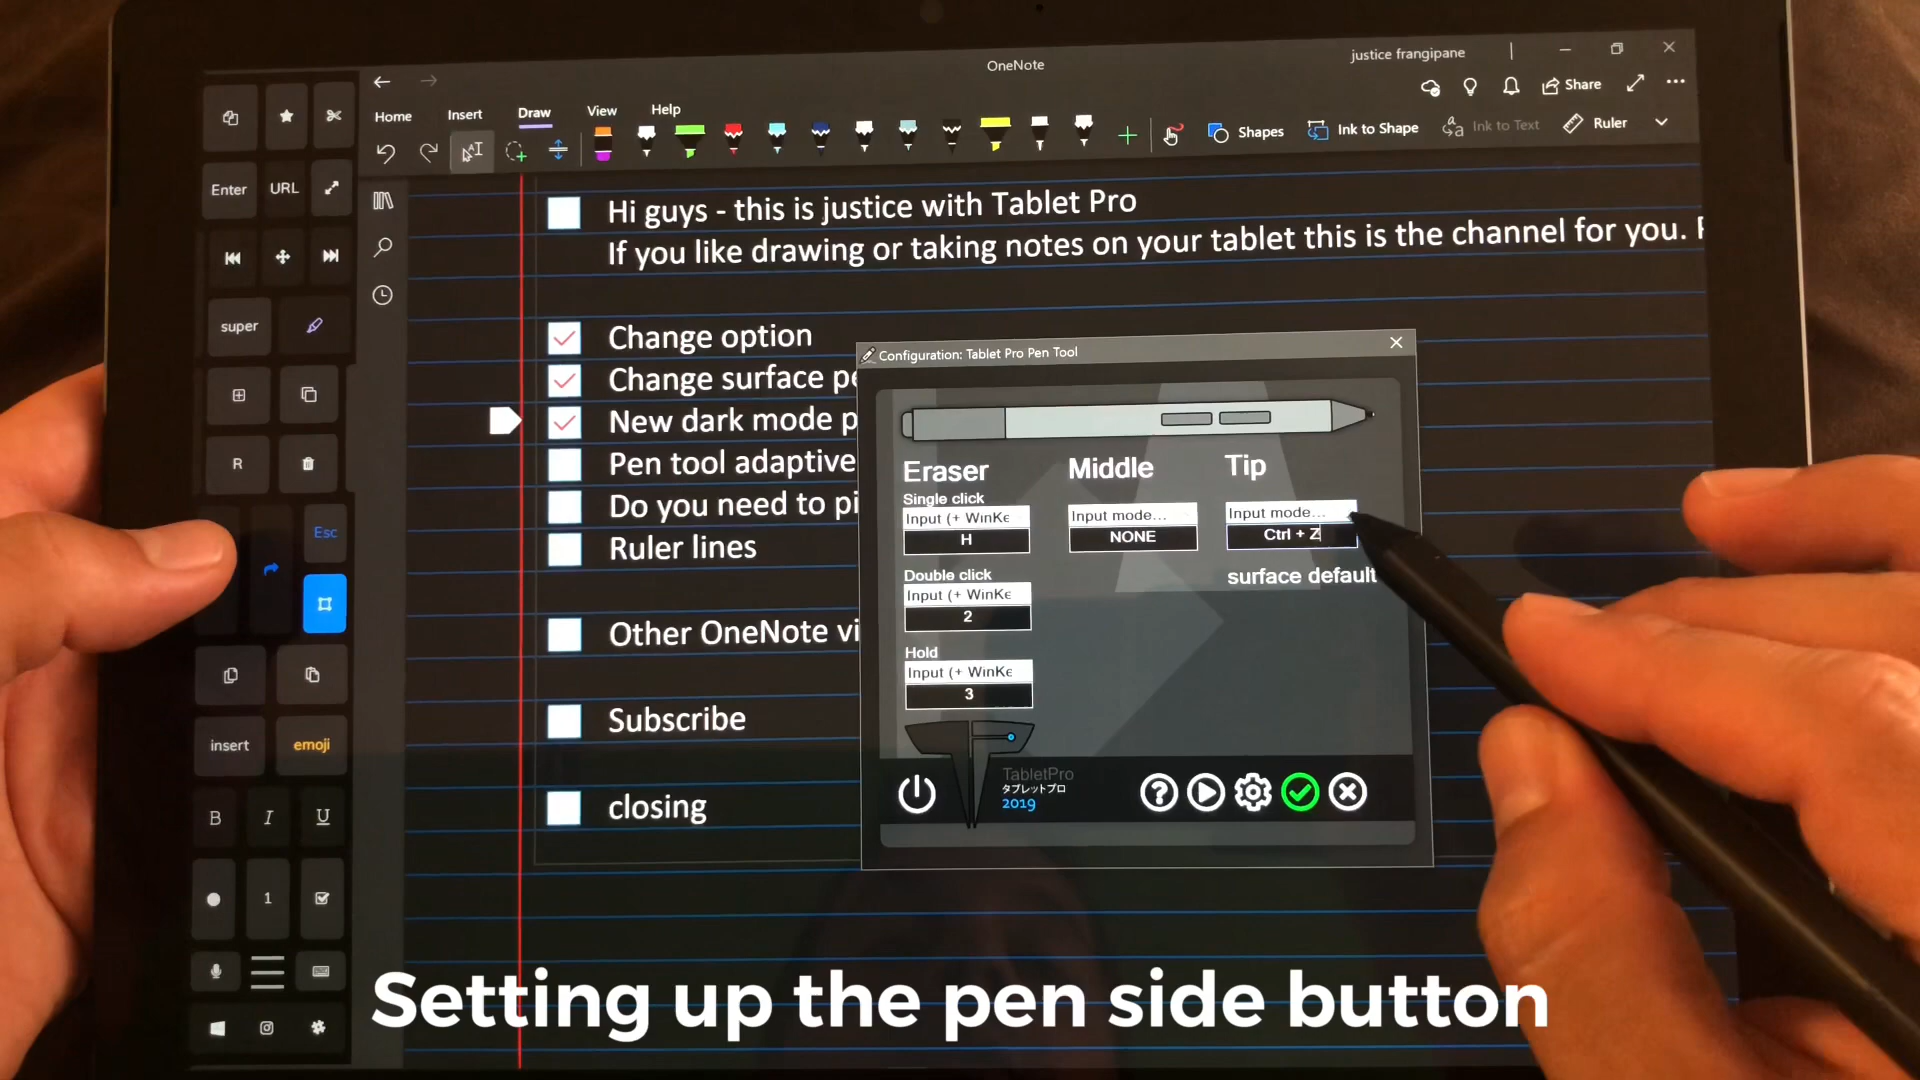 OneNote
justice frangipane
Share
Home
Insert
Draw
View
Help
Shapes
Ink to Shape
Ink to Text
Ruler
Enter
URL
super
R
Esc
insert
emoji
B
I
U
1
Hi guys - this is justice with Tablet Pro
If you like drawing or taking notes on your tablet this is the channel for you.
Change option
Change surface pe
New dark mode p
Pen tool adaptive
Do you need to pi
Ruler lines
Other OneNote vi
Subscribe
closing
Configuration: Tablet Pro Pen Tool
Eraser
Middle
Tip
Single click
Input (+ WinKe
H
Input mode...
NONE
Input mode...
Ctrl + Z
surface default
Double click
Input (+ WinKe
2
Hold
Input (+ WinKe
3
TabletPro
タブレットプロ
2019
Setting up the pen side button